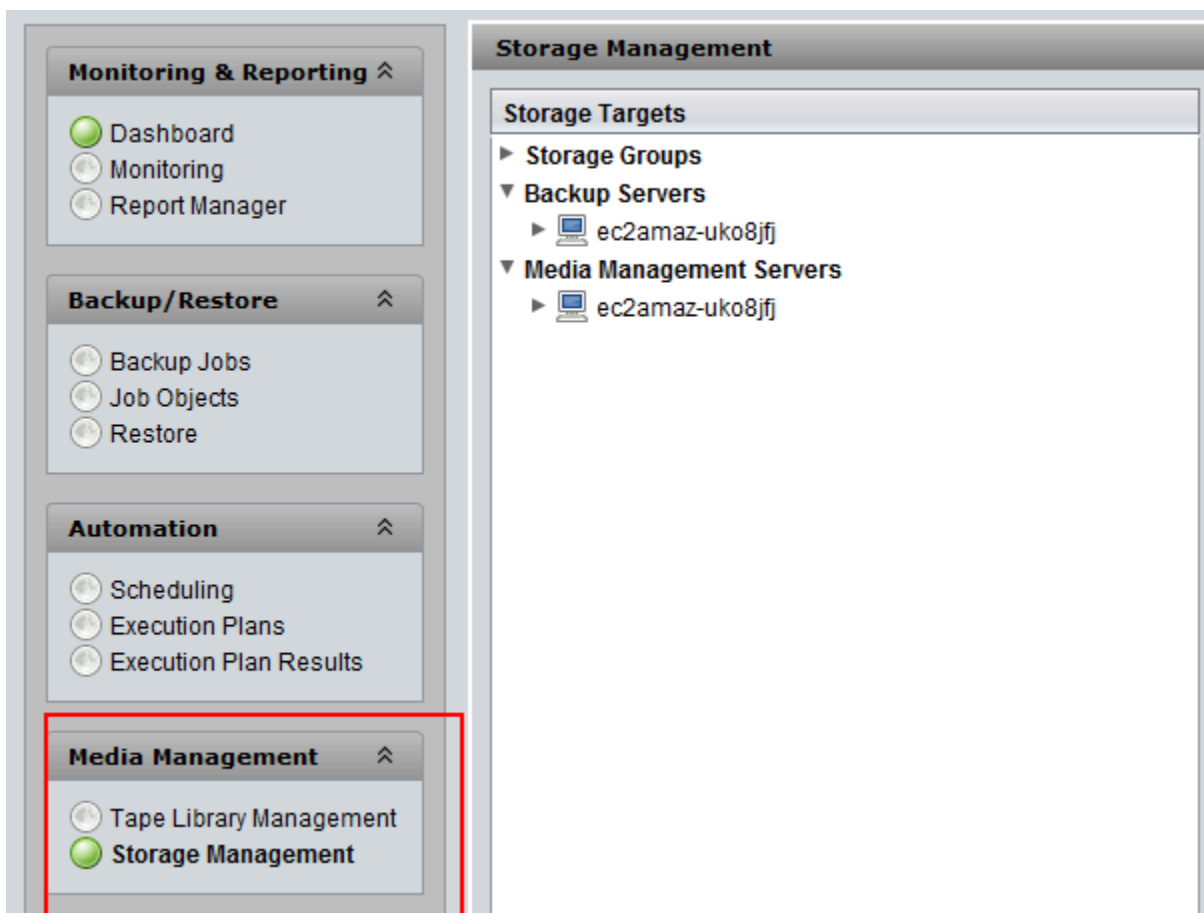 Monitoring & Reporting
Dashboard
Monitoring
Report Manager
Backup/Restore
Backup Jobs
Job Objects
Restore
Automation
Scheduling
Execution Plans
Execution Plan Results
Media Management
Tape Library Management
Storage Management
Storage Management
Storage Targets
Storage Groups
Backup Servers
ec2amaz-uko8jfj
Media Management Servers
ec2amaz-uko8jfj